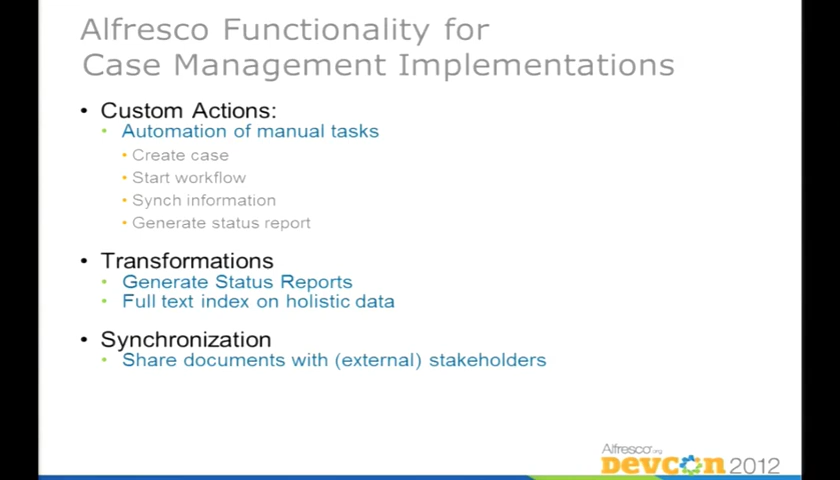 Alfresco Functionality for
Case Management Implementations
• Custom Actions:
• Automation of manual tasks
• Create case
• Start workflow
• Synch information
• Generate status report
• Transformations
• Generate Status Reports
• Full text index on holistic data
• Synchronization
• Share documents with (external) stakeholders
Alfresco.org
DEVCON 2012